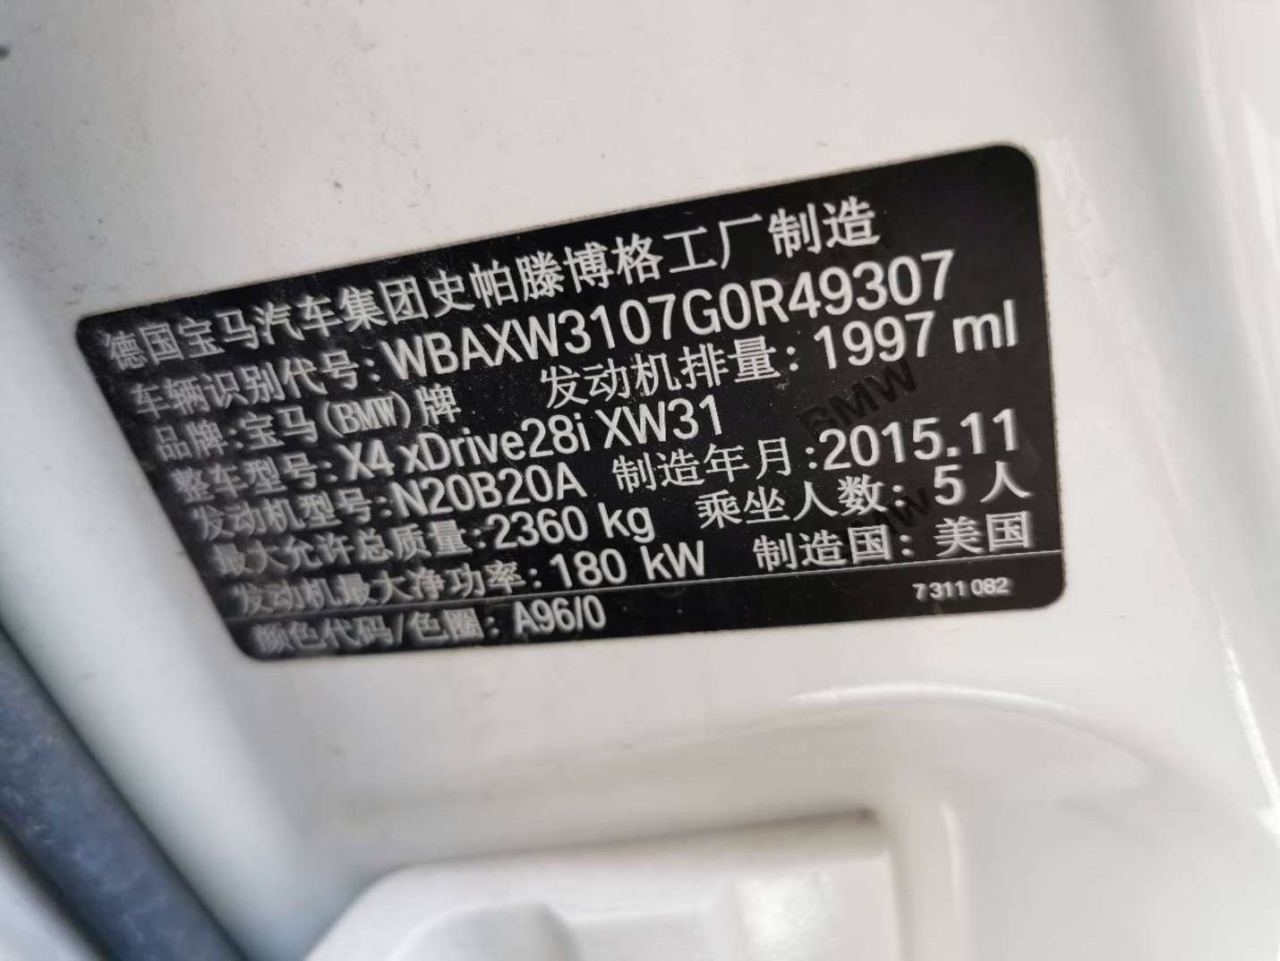 德国宝马汽车集团史帕滕博格工厂制造
车辆识别代号: WBAXW3107G0R49307
品牌:宝马(BMW)牌 发动机排量: 1997 ml
整车型号: X4 xDrive28i XW31
发动机型号:N20B20A 制造年月:2015.11
最大允许总质量:2360 kg 乘坐人数: 5 人
发动机最大净功率: 180 kW 制造国: 美国
颜色代码/色圈: A96/0 7 311 082
BMW
BMW